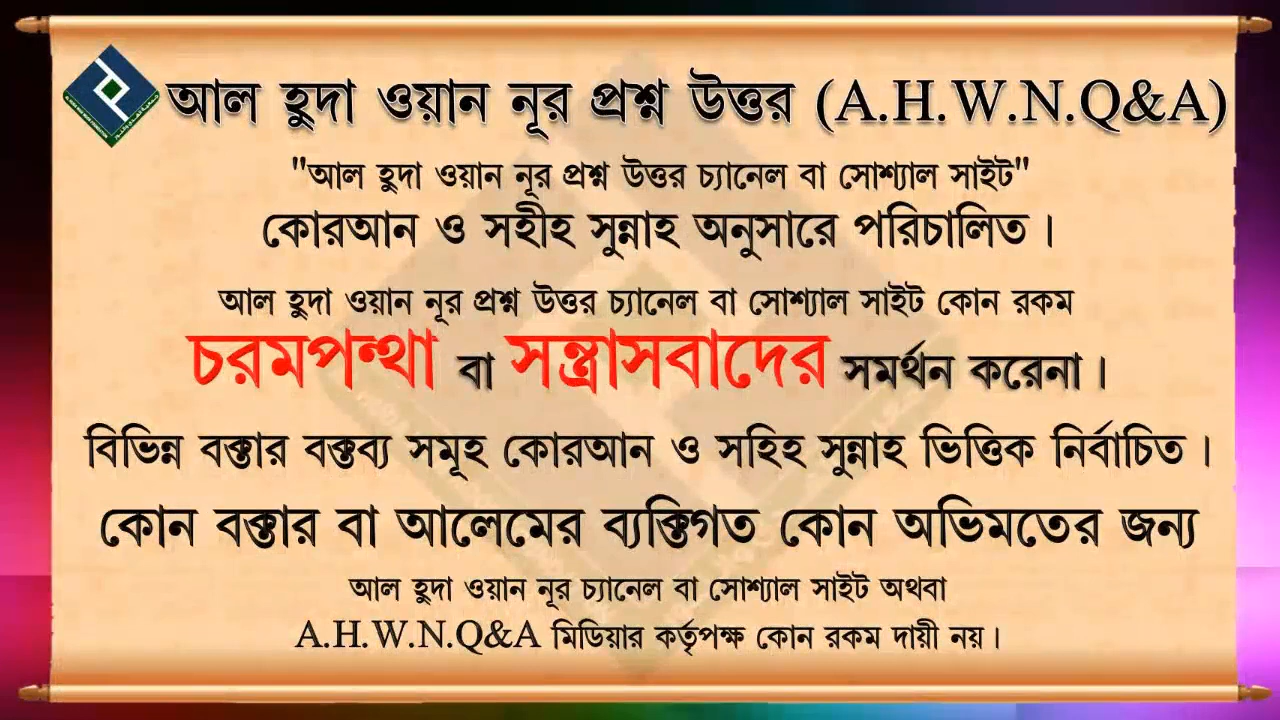 আল হুদা ওয়ান নূর প্রশ্ন উত্তর (A.H.W.N.Q&A)
"আল হুদা ওয়ান নূর প্রশ্ন উত্তর চ্যানেল বা সোশ্যাল সাইট"
কোরআন ও সহীহ সুন্নাহ অনুসারে পরিচালিত।
আল হুদা ওয়ান নূর প্রশ্ন উত্তর চ্যানেল বা সোশ্যাল সাইট কোন রকম
চরমপন্থা বা সন্ত্রাসবাদের সমর্থন করেনা।
বিভিন্ন বক্তার বক্তব্য সমূহ কোরআন ও সহিহ সুন্নাহ ভিত্তিক নির্বাচিত।
কোন বক্তার বা আলেমের ব্যক্তিগত কোন অভিমতের জন্য
আল হুদা ওয়ান নূর চ্যানেল বা সোশ্যাল সাইট অথবা
A.H.W.N.Q&A মিডিয়ার কর্তৃপক্ষ কোন রকম দায়ী নয়।